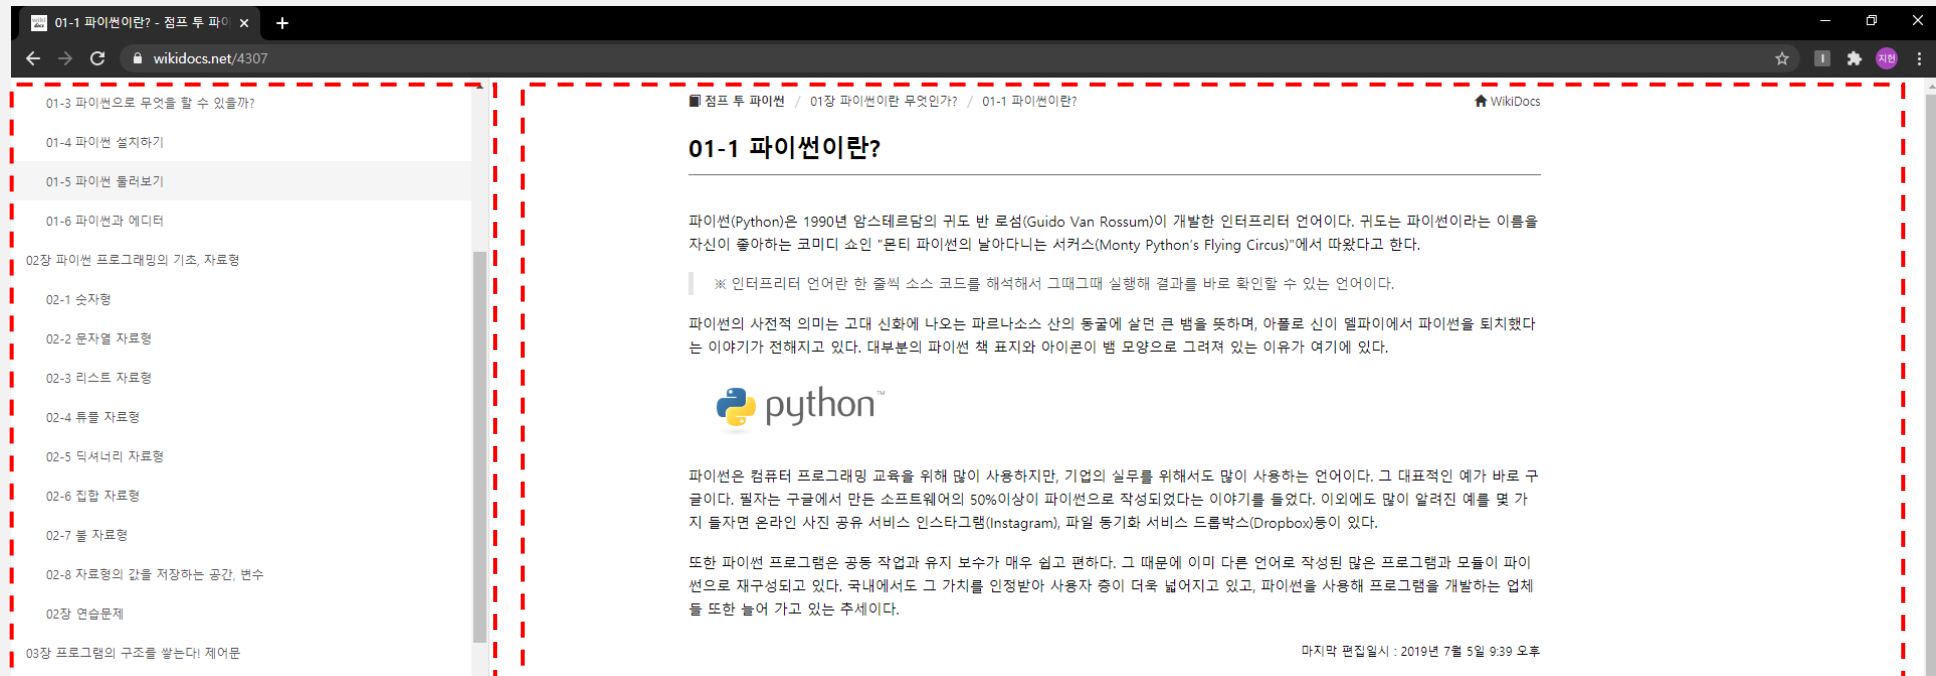 01-1 파이썬이란? - 점프 투 파이
wikidocs.net/4307
지헌
01-3 파이썬으로 무엇을 할 수 있을까?
01-4 파이썬 설치하기
01-5 파이썬 둘러보기
01-6 파이썬과 에디터
02장 파이썬 프로그래밍의 기초, 자료형
02-1 숫자형
02-2 문자열 자료형
02-3 리스트 자료형
02-4 튜플 자료형
02-5 딕셔너리 자료형
02-6 집합 자료형
02-7 불 자료형
02-8 자료형의 값을 저장하는 공간, 변수
02장 연습문제
03장 프로그램의 구조를 쌓는다! 제어문
점프 투 파이썬 / 01장 파이썬이란 무엇인가? / 01-1 파이썬이란?
WikiDocs
01-1 파이썬이란?
파이썬(Python)은 1990년 암스테르담의 귀도 반 로섬(Guido Van Rossum)이 개발한 인터프리터 언어이다. 귀도는 파이썬이라는 이름을
자신이 좋아하는 코미디 쇼인 "몬티 파이썬의 날아다니는 서커스(Monty Python's Flying Circus)"에서 따왔다고 한다.
※ 인터프리터 언어란 한 줄씩 소스 코드를 해석해서 그때그때 실행해 결과를 바로 확인할 수 있는 언어이다.
파이썬의 사전적 의미는 고대 신화에 나오는 파르나소스 산의 동굴에 살던 큰 뱀을 뜻하며, 아폴로 신이 델파이에서 파이썬을 퇴치했다
는 이야기가 전해지고 있다. 대부분의 파이썬 책 표지와 아이콘이 뱀 모양으로 그려져 있는 이유가 여기에 있다.
python™
파이썬은 컴퓨터 프로그래밍 교육을 위해 많이 사용하지만, 기업의 실무를 위해서도 많이 사용하는 언어이다. 그 대표적인 예가 바로 구
글이다. 필자는 구글에서 만든 소프트웨어의 50%이상이 파이썬으로 작성되었다는 이야기를 들었다. 이외에도 많이 알려진 예를 몇 가
지 들자면 온라인 사진 공유 서비스 인스타그램(Instagram), 파일 동기화 서비스 드롭박스(Dropbox)등이 있다.
또한 파이썬 프로그램은 공동 작업과 유지 보수가 매우 쉽고 편하다. 그 때문에 이미 다른 언어로 작성된 많은 프로그램과 모듈이 파이
썬으로 재구성되고 있다. 국내에서도 그 가치를 인정받아 사용자 층이 더욱 넓어지고 있고, 파이썬을 사용해 프로그램을 개발하는 업체
들 또한 늘어 가고 있는 추세이다.
마지막 편집일시 : 2019년 7월 5일 9:39 오후